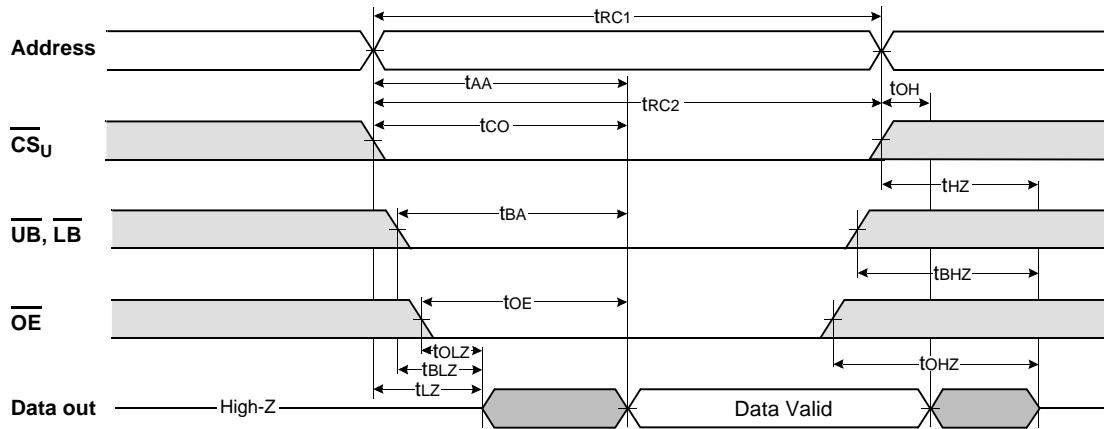 tRC1
Address
tAA
tOH
tRC2
tCO
CSU
tHZ
tBA
UB, LB
tBHZ
tOE
OE
tOLZ
tBLZ
tOHZ
tLZ
Data out
High-Z
Data Valid